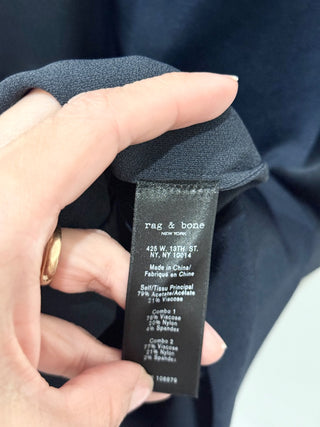 rag & bone
NEW YORK
425 W. 13TH ST.
NY, NY 10014
Made in China/
Fabriqué en Chine
Self/Tissu Principal
79% Acetate/Acétate
21% Viscose
Combo 1
76% Viscose
20% Nylon
4% Spandex
Combo 2
77% Viscose
21% Nylon
2% Spandex
106879